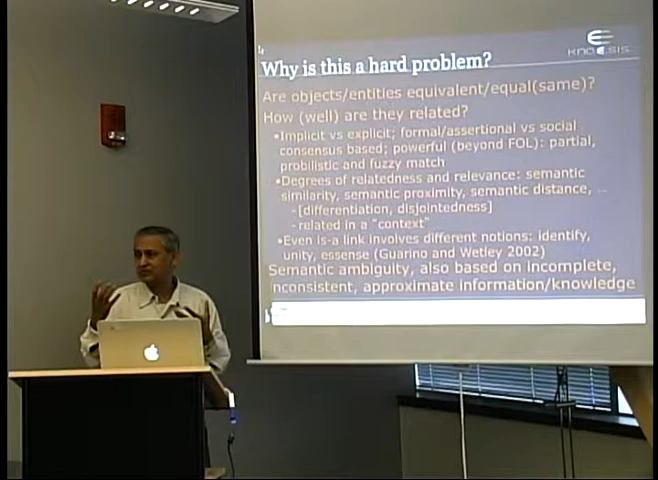 KNOESIS
Why is this a hard problem?
Are objects/entities equivalent/equal(same)?
How (well) are they related?
•Implicit vs explicit; formal/assertional vs social
consensus based; powerful (beyond FOL): partial,
probilistic and fuzzy match
•Degrees of relatedness and relevance: semantic
similarity, semantic proximity, semantic distance, ..
-[differentiation, disjointedness]
-related in a "context"
•Even is-a link involves different notions: identify,
unity, essense (Guarino and Wetley 2002)
Semantic ambiguity, also based on incomplete,
inconsistent, approximate information/knowledge